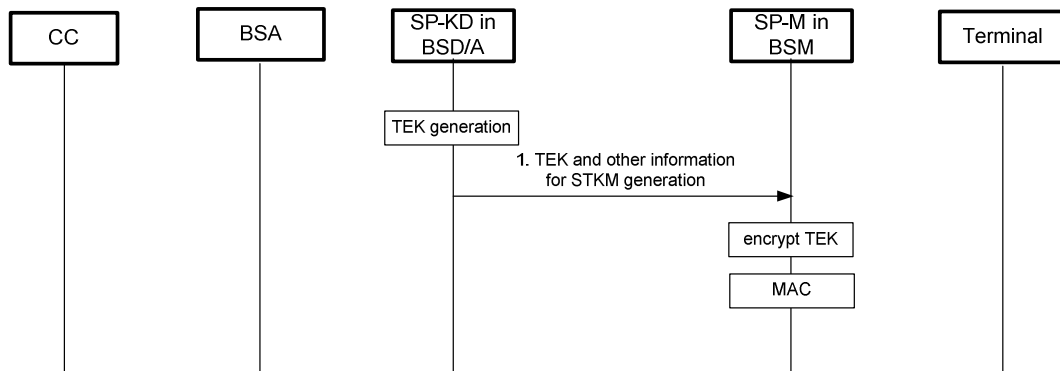 CC
BSA
SP-KD in
BSD/A
SP-M in
BSM
Terminal
TEK generation
1. TEK and other information
for STKM generation
encrypt TEK
MAC